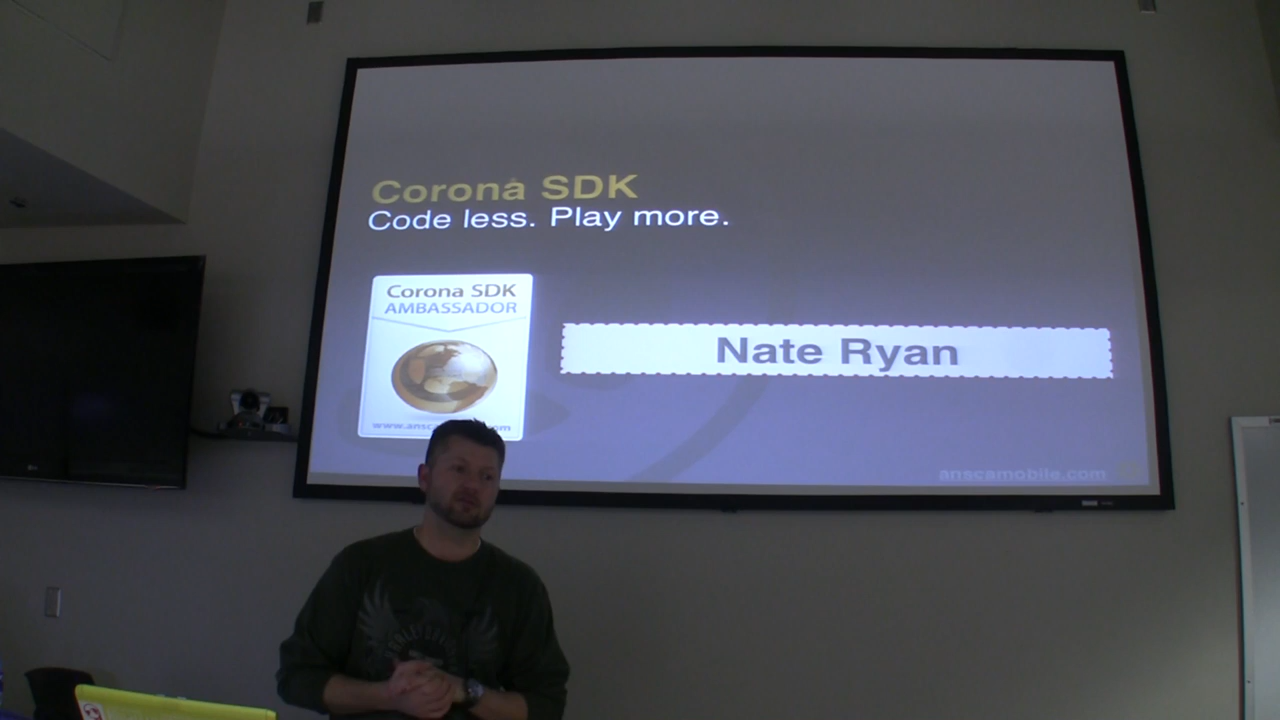 Corona SDK
Code less. Play more.
Corona SDK
AMBASSADOR
Nate Ryan
anscamobile.com